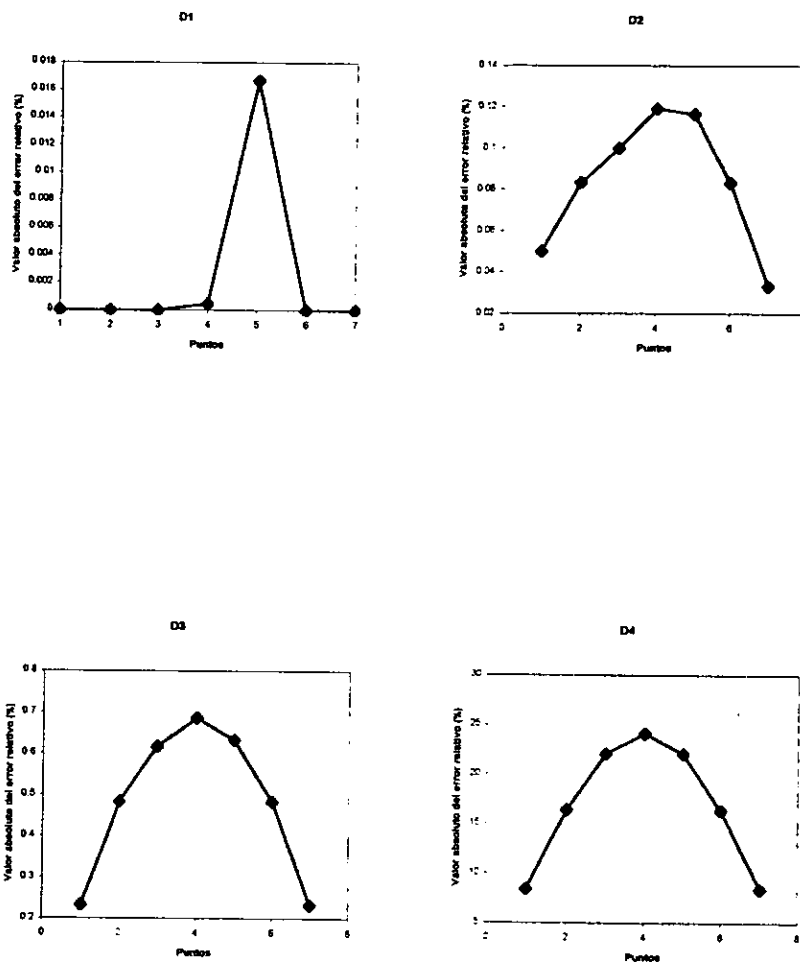 D1
Valor absoluto del error relativo (%)
0.018
0.016
0.014
0.012
0.01
0.008
0.006
0.004
0.002
0
1 2 3 4 5 6 7
Puntos
D2
Valor absoluta del error relativo (%)
0.14
0.12
0.1
0.08
0.06
0.04
0.02
0 2 4 6
Puntos
D3
Valor absoluta del error relativo (%)
0.8
0.7
0.6
0.5
0.4
0.3
0.2
0 2 4 6 8
Puntos
D4
Valor absoluto del error relativo (%)
30
25
20
15
10
5
0 2 4 6 8
Puntos